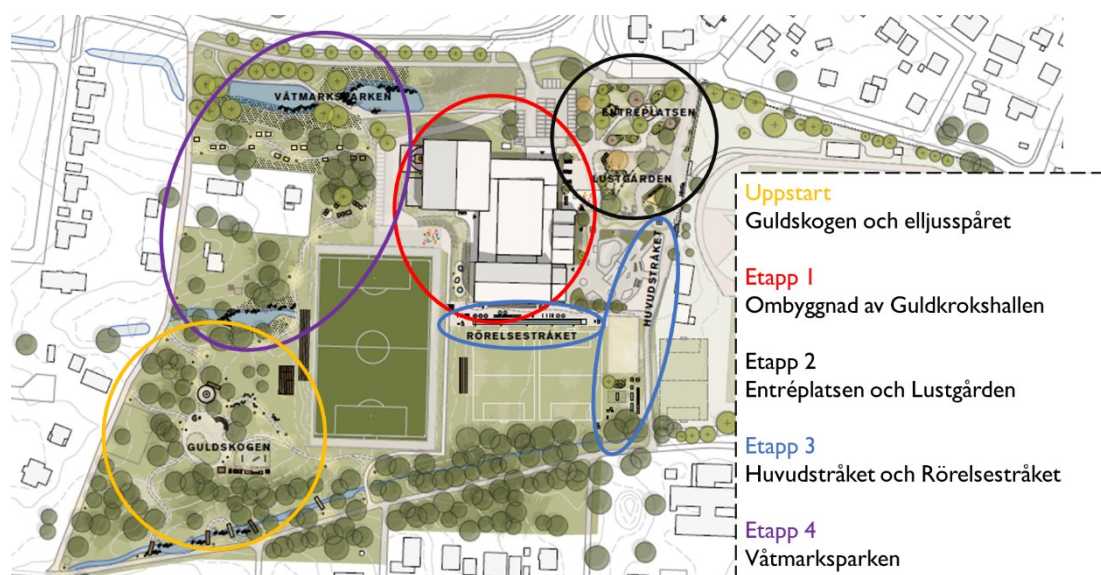 VÅTMARKSPARKEN
ENTRÉPLATSEN
LUSTGÅRDEN
HUVUDSTRÅKET
RÖRELSESTRÅKET
GULDSKOGEN
Uppstart
Guldskogen och elljusspåret
Etapp 1
Ombyggnad av Guldkrokshallen
Etapp 2
Entréplatsen och Lustgården
Etapp 3
Huvudstråket och Rörelsestråket
Etapp 4
Våtmarksparken